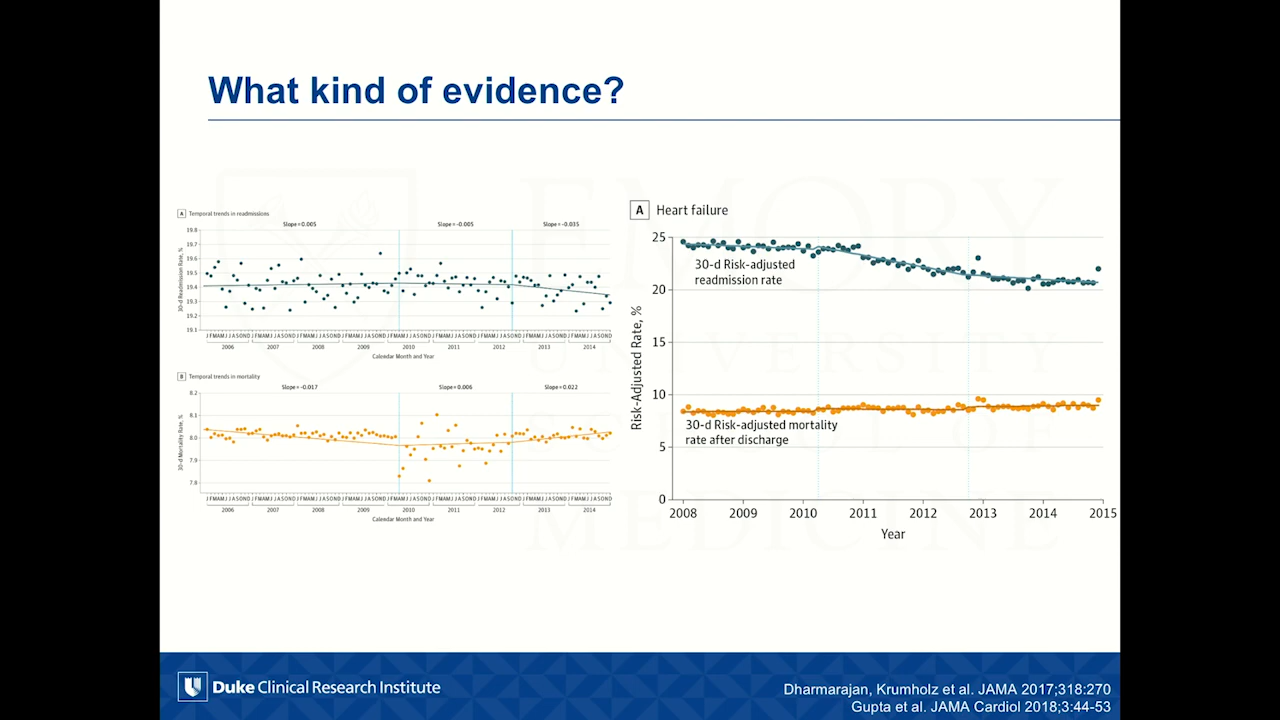 What kind of evidence?
A Temporal trends in readmissions
Slope=0.005 Slope=-0.005 Slope=-0.035
30-d Readmission Rate, %
19.8
19.7
19.6
19.5
19.4
19.3
19.2
19.1
2006 2007 2008 2009 2010 2011 2012 2013 2014
Calendar Month and Year
B Temporal trends in mortality
Slope=-0.017 Slope=0.006 Slope=0.022
30-d Mortality Rate, %
8.2
8.1
8.0
7.9
7.8
2006 2007 2008 2009 2010 2011 2012 2013 2014
Calendar Month and Year
A Heart failure
Risk-Adjusted Rate, %
25
20
15
10
5
0
30-d Risk-adjusted
readmission rate
30-d Risk-adjusted mortality
rate after discharge
2008 2009 2010 2011 2012 2013 2014 2015
Year
EMORY
UNIVERSITY
SCHOOL OF
MEDICINE
Duke Clinical Research Institute
Dharmarajan, Krumholz et al. JAMA 2017;318:270
Gupta et al. JAMA Cardiol 2018;3:44-53